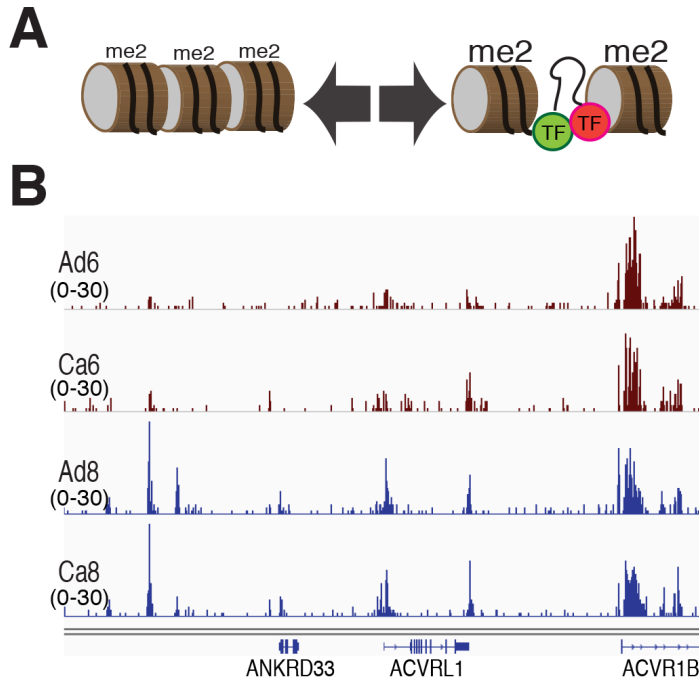 A
me2 me2 me2 me2 me2
TF TF
B
Ad6
(0-30)
Ca6
(0-30)
Ad8
(0-30)
Ca8
(0-30)
ANKRD33 ACVRL1 ACVR1B